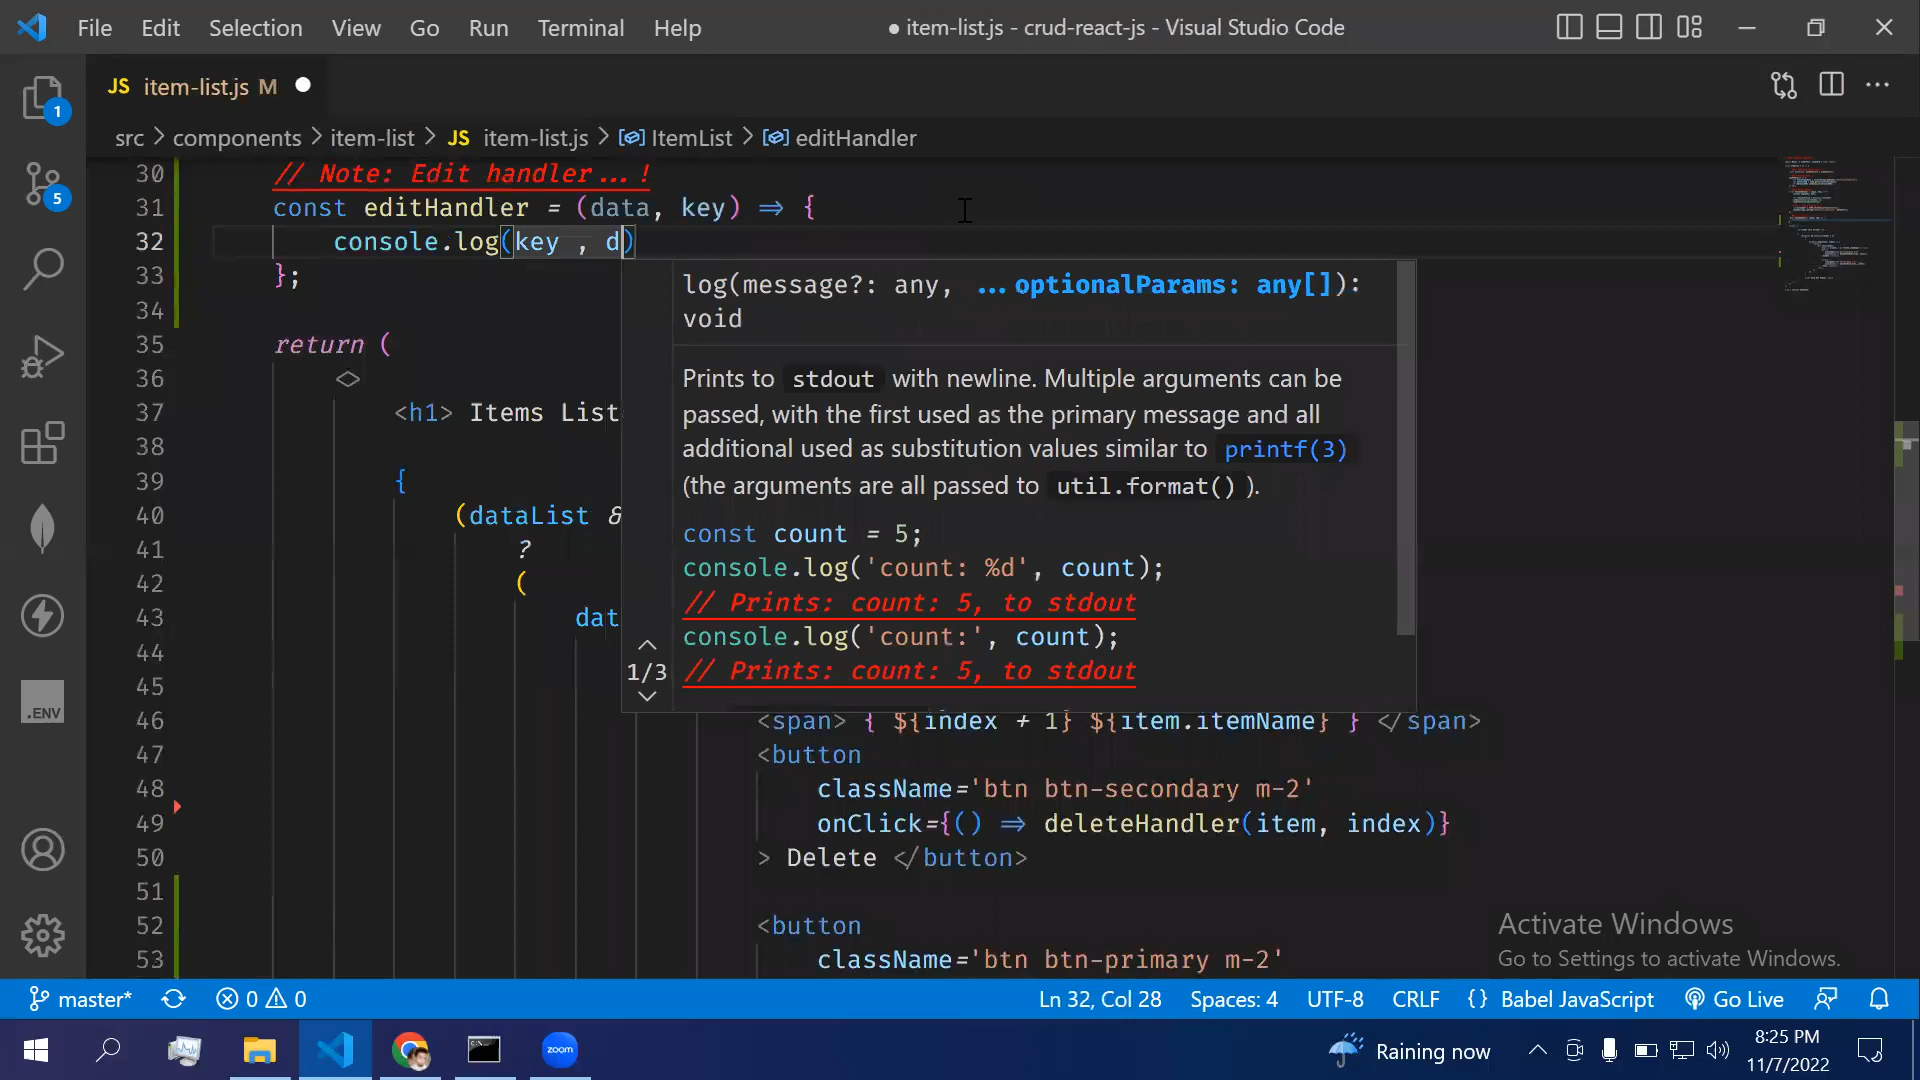 File Edit Selection View Go Run Terminal Help ● item-list.js - crud-react-js - Visual Studio Code
JS item-list.js M
src > components > item-list > JS item-list.js > ItemList > editHandler
1
5
.ENV
30 // Note: Edit handler...!
31 const editHandler = (data, key) => {
32 console.log(key , d)
33 };
34
35 return (
36 <>
37 <h1> Items List
38
39 {
40 (dataList &
41 ?
42 (
43 dat
44
45
46 <span> { ${index + 1} ${item.itemName} } </span>
47 <button
48 className='btn btn-secondary m-2'
49 onClick={() => deleteHandler(item, index)}
50 > Delete </button>
51
52 <button
53 className='btn btn-primary m-2'
log(message?: any, ...optionalParams: any[]):
void
Prints to stdout with newline. Multiple arguments can be
passed, with the first used as the primary message and all
additional used as substitution values similar to printf(3)
(the arguments are all passed to util.format() ).
const count = 5;
console.log('count: %d', count);
// Prints: count: 5, to stdout
console.log('count:', count);
// Prints: count: 5, to stdout
1/3
Activate Windows
Go to Settings to activate Windows.
master* 0 0 Ln 32, Col 28 Spaces: 4 UTF-8 CRLF {} Babel JavaScript Go Live
zoom
Raining now
8:25 PM
11/7/2022